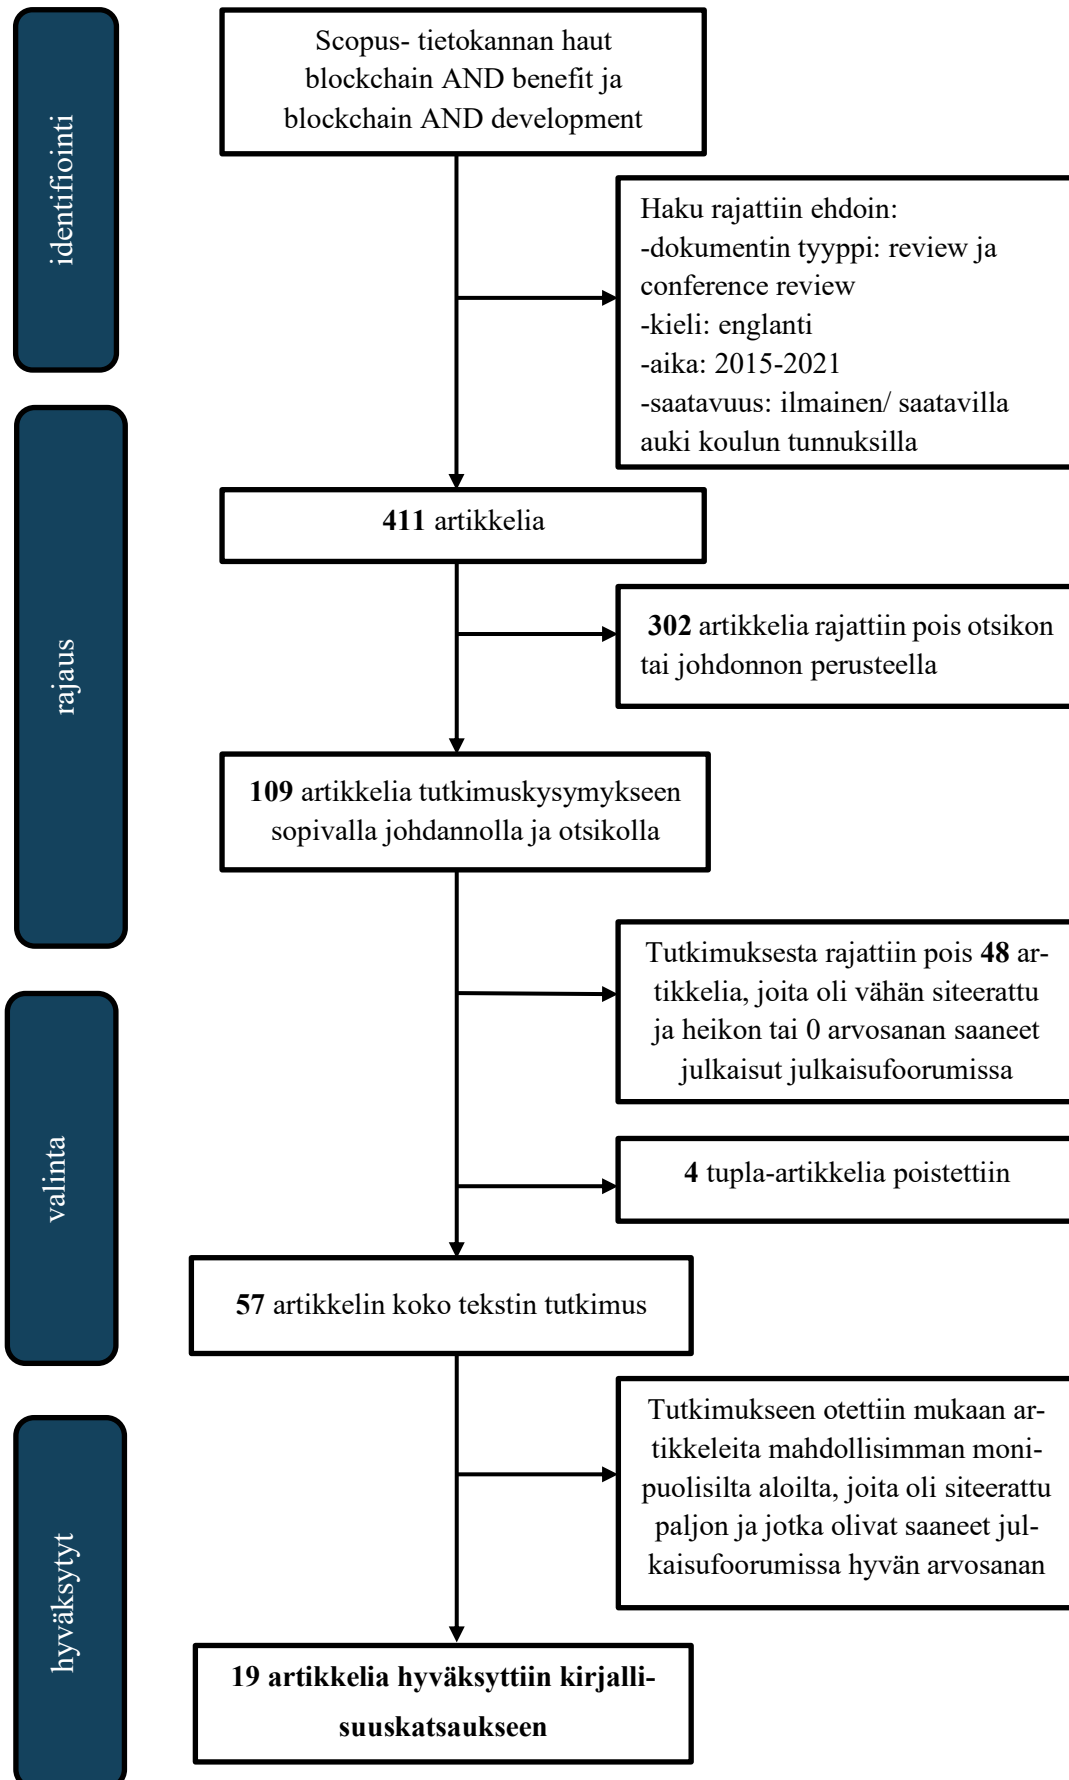 identifiointi
Scopus- tietokannan haut
blockchain AND benefit ja
blockchain AND development
Haku rajattiin ehdoin:
-dokumentin tyyppi: review ja
conference review
-kieli: englanti
-aika: 2015-2021
-saatavuus: ilmainen/ saatavilla
auki koulun tunnuksilla
rajaus
411 artikkelia
302 artikkelia rajattiin pois otsikon
tai johdonnon perusteella
109 artikkelia tutkimuskysymykseen
sopivalla johdannolla ja otsikolla
Tutkimuksesta rajattiin pois 48 ar-
tikkelia, joita oli vähän siteerattu
ja heikon tai 0 arvosanan saaneet
julkaisut julkaisufoorumissa
valinta
4 tupla-artikkelia poistettiin
57 artikkelin koko tekstin tutkimus
Tutkimukseen otettiin mukaan ar-
tikkeleita mahdollisimman moni-
puolisilta aloilta, joita oli siteerattu
paljon ja jotka olivat saaneet jul-
kaisufoorumissa hyvän arvosanan
hyväksytyt
19 artikkelia hyväksyttiin kirjalli-
suuskatsaukseen